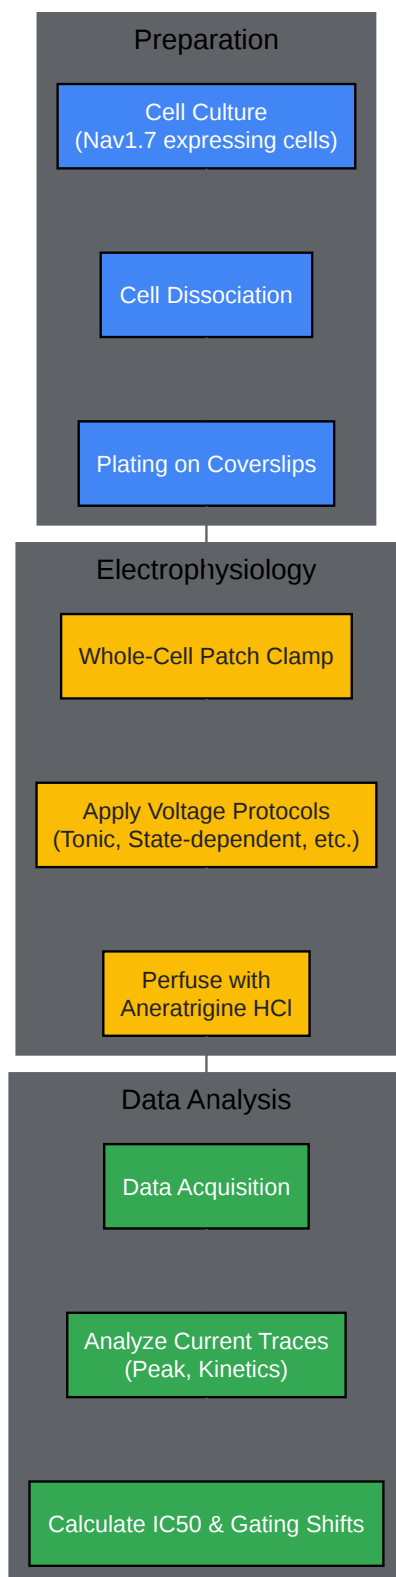 Preparation
Cell Culture
(Nav1.7 expressing cells)
Cell Dissociation
Plating on Coverslips
Electrophysiology
Whole-Cell Patch Clamp
Apply Voltage Protocols
(Tonic, State-dependent, etc.)
Perfuse with
Aneratrigine HCl
Data Analysis
Data Acquisition
Analyze Current Traces
(Peak, Kinetics)
Calculate IC50 & Gating Shifts